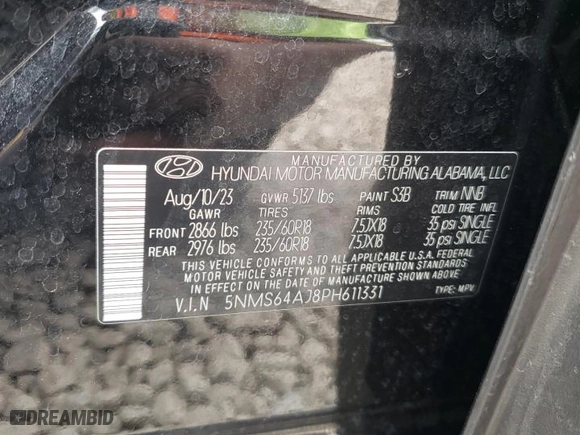 MANUFACTURED BY
HYUNDAI MOTOR MANUFACTURING ALABAMA, LLC
Aug/10/23 GVWR 5137 lbs PAINT S3B TRIM NNB
GAWR TIRES RIMS COLD TIRE INFL
FRONT 2866 lbs 235/60R18 7.5JX18 35 psi SINGLE
REAR 2976 lbs 235/60R18 7.5JX18 35 psi SINGLE
THIS VEHICLE CONFORMS TO ALL APPLICABLE U.S.A. FEDERAL
MOTOR VEHICLE SAFETY AND THEFT PREVENTION STANDARDS
IN EFFECT ON THE DATE OF MANUFACTURE SHOWN ABOVE.
V.I.N 5NMS64AJ8PH611331 TYPE: MPV
DREAMBID